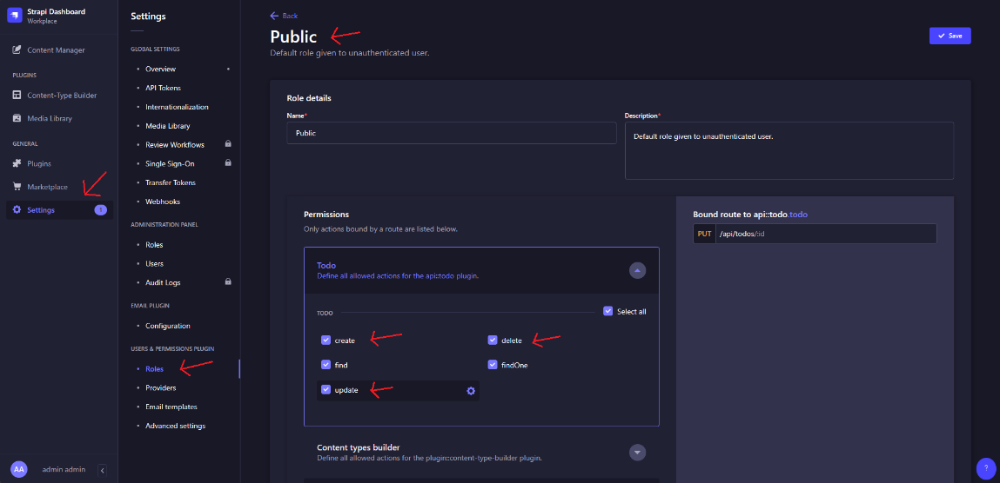 Strapi Dashboard
Workplace
Content Manager
PLUGINS
Content-Type Builder
Media Library
GENERAL
Plugins
Marketplace
Settings
1
AA
admin admin
Settings
GLOBAL SETTINGS
Overview
API Tokens
Internationalization
Media Library
Review Workflows
Single Sign-On
Transfer Tokens
Webhooks
ADMINISTRATION PANEL
Roles
Users
Audit Logs
EMAIL PLUGIN
Configuration
USERS & PERMISSIONS PLUGIN
Roles
Providers
Email templates
Advanced settings
Back
Public
Default role given to unauthenticated user.
Save
Role details
Name*
Public
Description*
Default role given to unauthenticated user.
Permissions
Only actions bound by a route are listed below.
Todo
Define all allowed actions for the api::todo plugin.
TODO
Select all
create
delete
find
findOne
update
Content types builder
Define all allowed actions for the plugin::content-type-builder plugin.
Bound route to api::todo.todo
PUT /api/todos/:id
?